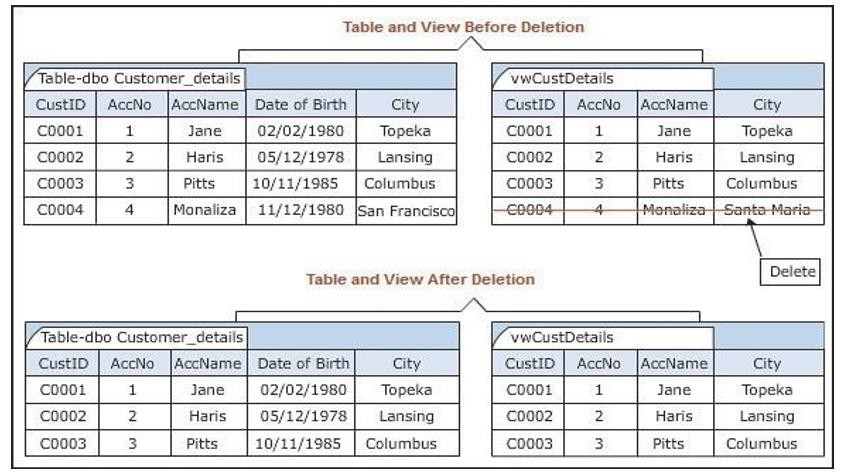 Table and View Before Deletion
Table-dbo Customer_details
CustID AccNo AccName Date of Birth City
C0001 1 Jane 02/02/1980 Topeka
C0002 2 Haris 05/12/1978 Lansing
C0003 3 Pitts 10/11/1985 Columbus
C0004 4 Monaliza 11/12/1980 San Francisco
vwCustDetails
CustID AccNo AccName City
C0001 1 Jane Topeka
C0002 2 Haris Lansing
C0003 3 Pitts Columbus
C0004 4 Monaliza Santa Maria
Delete
Table and View After Deletion
Table-dbo Customer_details
CustID AccNo AccName Date of Birth City
C0001 1 Jane 02/02/1980 Topeka
C0002 2 Haris 05/12/1978 Lansing
C0003 3 Pitts 10/11/1985 Columbus
vwCustDetails
CustID AccNo AccName City
C0001 1 Jane Topeka
C0002 2 Haris Lansing
C0003 3 Pitts Columbus